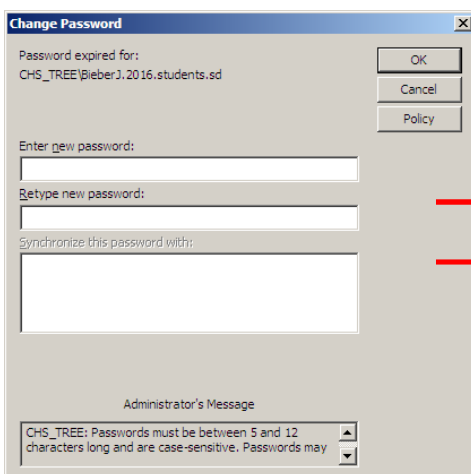 Change Password
Password expired for:
CHS_TREE\BieberJ.2016.students.sd
OK
Cancel
Policy
Enter new password:
Retype new password:
Synchronize this password with:
Administrator's Message
CHS_TREE: Passwords must be between 5 and 12
characters long and are case-sensitive. Passwords may